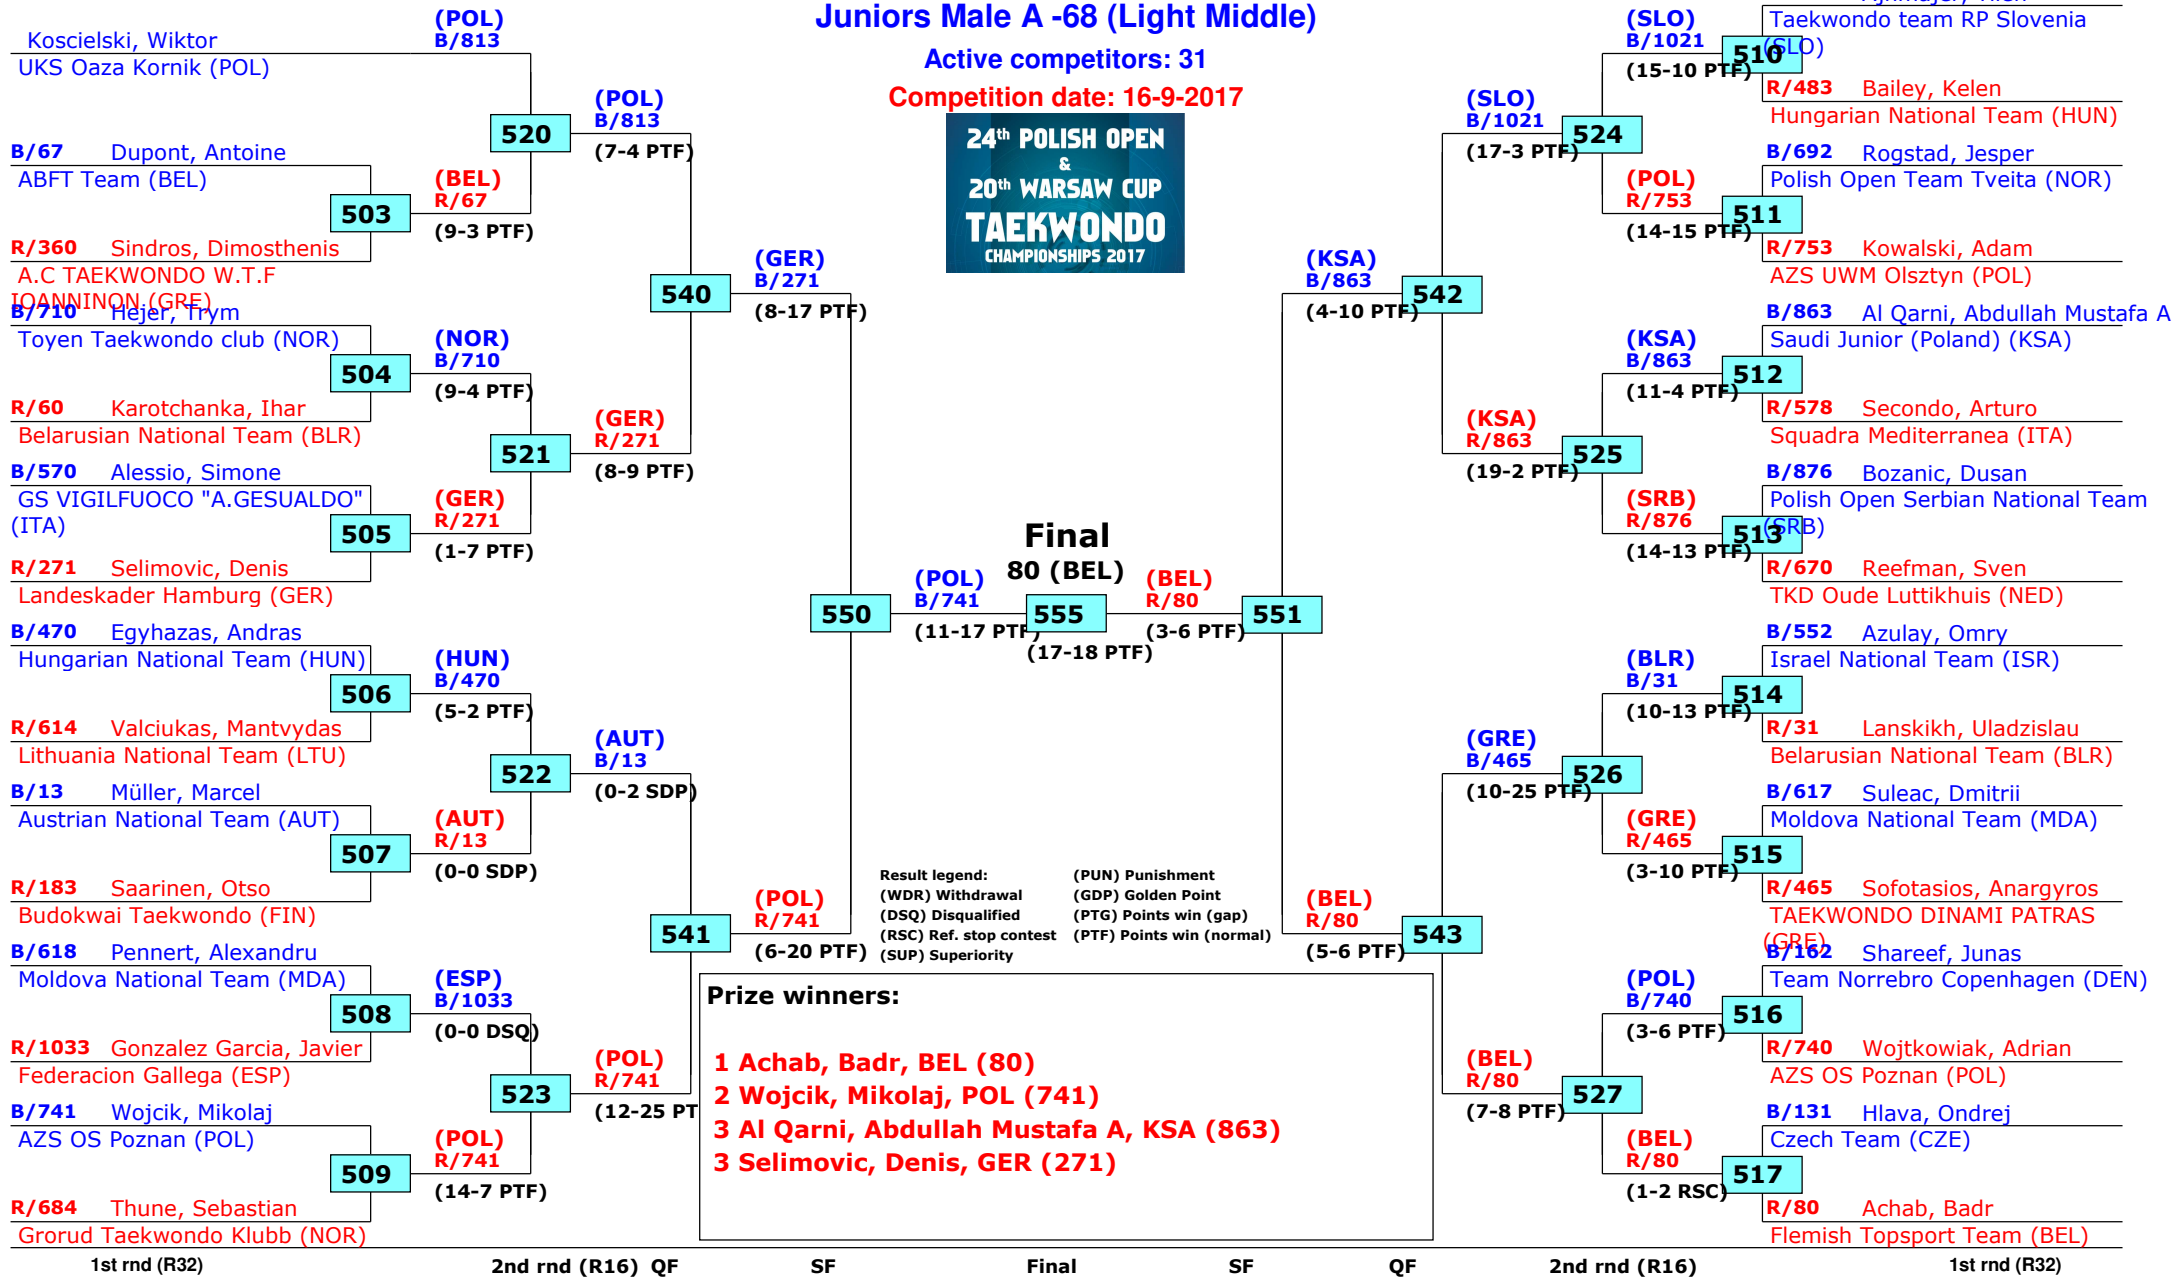 Juniors Male A -68 (Light Middle)
Active competitors: 31
Competition date: 16-9-2017
24th POLISH OPEN
&
20th WARSAW CUP
TAEKWONDO
CHAMPIONSHIPS 2017
Koscielski, Wiktor
UKS Oaza Kornik (POL)
B/67 Dupont, Antoine
ABFT Team (BEL)
503
R/360 Sindros, Dimosthenis
A.C TAEKWONDO W.T.F
IOANNINON (GRE)
B/710 Hejer, Trym
Toyen Taekwondo club (NOR)
504
R/60 Karotchanka, Ihar
Belarusian National Team (BLR)
B/570 Alessio, Simone
GS VIGILFUOCO "A.GESUALDO"
(ITA)
505
R/271 Selimovic, Denis
Landeskader Hamburg (GER)
B/470 Egyhazas, Andras
Hungarian National Team (HUN)
506
R/614 Valciukas, Mantvydas
Lithuania National Team (LTU)
B/13 Müller, Marcel
Austrian National Team (AUT)
507
R/183 Saarinen, Otso
Budokwai Taekwondo (FIN)
B/618 Pennert, Alexandru
Moldova National Team (MDA)
508
R/1033 Gonzalez Garcia, Javier
Federacion Gallega (ESP)
B/741 Wojcik, Mikolaj
AZS OS Poznan (POL)
509
R/684 Thune, Sebastian
Grorud Taekwondo Klubb (NOR)
(POL)
B/813
520
(BEL)
R/67
(9-3 PTF)
(NOR)
B/710
(9-4 PTF)
521
(GER)
R/271
(1-7 PTF)
(HUN)
B/470
(5-2 PTF)
522
(AUT)
R/13
(0-0 SDP)
(ESP)
B/1033
(0-0 DSQ)
523
(POL)
R/741
(14-7 PTF)
(POL)
B/813
(7-4 PTF)
540
(GER)
R/271
(8-9 PTF)
(AUT)
B/13
(0-2 SDP)
541
(POL)
R/741
(12-25 PT
(GER)
B/271
(8-17 PTF)
550
(POL)
R/741
(6-20 PTF)
(POL)
B/741
(11-17 PTF)
Final
80 (BEL)
555
(17-18 PTF)
(BEL)
R/80
(3-6 PTF)
551
(KSA)
B/863
(4-10 PTF)
542
(BEL)
R/80
(5-6 PTF)
543
(SLO)
B/1021
(17-3 PTF)
524
(KSA)
R/863
(19-2 PTF)
525
(GRE)
B/465
(10-25 PTF)
526
(BEL)
R/80
(7-8 PTF)
527
(SLO)
B/1021
(15-10 PTF)
(POL)
R/753
(14-15 PTF)
(KSA)
B/863
(11-4 PTF)
(SRB)
R/876
(14-13 PTF)
(BLR)
B/31
(10-13 PTF)
(GRE)
R/465
(3-10 PTF)
(POL)
B/740
(3-6 PTF)
(BEL)
R/80
(1-2 RSC)
Taekwondo team RP Slovenia
(SLO)
510
R/483 Bailey, Kelen
Hungarian National Team (HUN)
B/692 Rogstad, Jesper
Polish Open Team Tveita (NOR)
511
R/753 Kowalski, Adam
AZS UWM Olsztyn (POL)
B/863 Al Qarni, Abdullah Mustafa A
Saudi Junior (Poland) (KSA)
512
R/578 Secondo, Arturo
Squadra Mediterranea (ITA)
B/876 Bozanic, Dusan
Polish Open Serbian National Team
(SRB)
513
R/670 Reefman, Sven
TKD Oude Luttikhuis (NED)
B/552 Azulay, Omry
Israel National Team (ISR)
514
R/31 Lanskikh, Uladzislau
Belarusian National Team (BLR)
B/617 Suleac, Dmitrii
Moldova National Team (MDA)
515
R/465 Sofotasios, Anargyros
TAEKWONDO DINAMI PATRAS
(GRE)
B/162 Shareef, Junas
Team Norrebro Copenhagen (DEN)
516
R/740 Wojtkowiak, Adrian
AZS OS Poznan (POL)
B/131 Hlava, Ondrej
Czech Team (CZE)
517
R/80 Achab, Badr
Flemish Topsport Team (BEL)
Result legend: (PUN) Punishment
(WDR) Withdrawal (GDP) Golden Point
(DSQ) Disqualified (PTG) Points win (gap)
(RSC) Ref. stop contest (PTF) Points win (normal)
(SUP) Superiority
Prize winners:
1 Achab, Badr, BEL (80)
2 Wojcik, Mikolaj, POL (741)
3 Al Qarni, Abdullah Mustafa A, KSA (863)
3 Selimovic, Denis, GER (271)
1st rnd (R32) 2nd rnd (R16) QF SF Final SF QF 2nd rnd (R16) 1st rnd (R32)